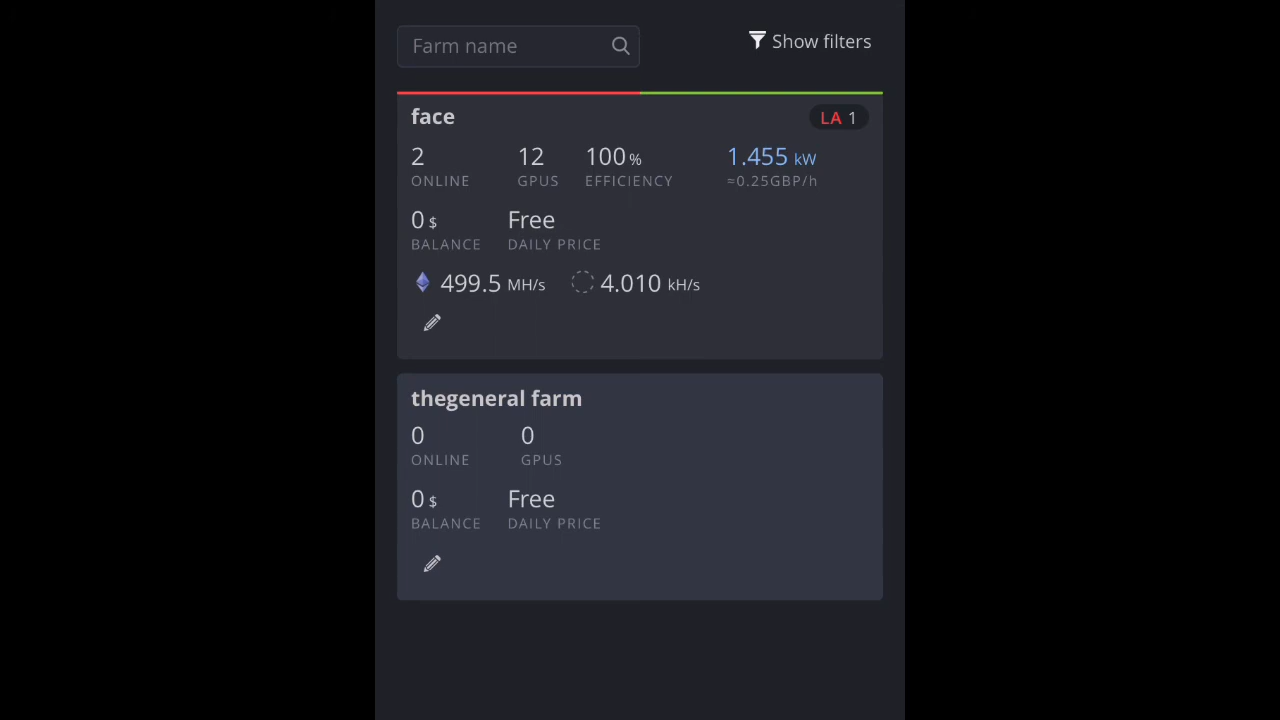 Farm name
Show filters
face
LA 1
2 12 100 % 1.455 kW
ONLINE GPUS EFFICIENCY ≈0.25GBP/h
0 $ Free
BALANCE DAILY PRICE
499.5 MH/s 4.010 kH/s
thegeneral farm
0 0
ONLINE GPUS
0 $ Free
BALANCE DAILY PRICE